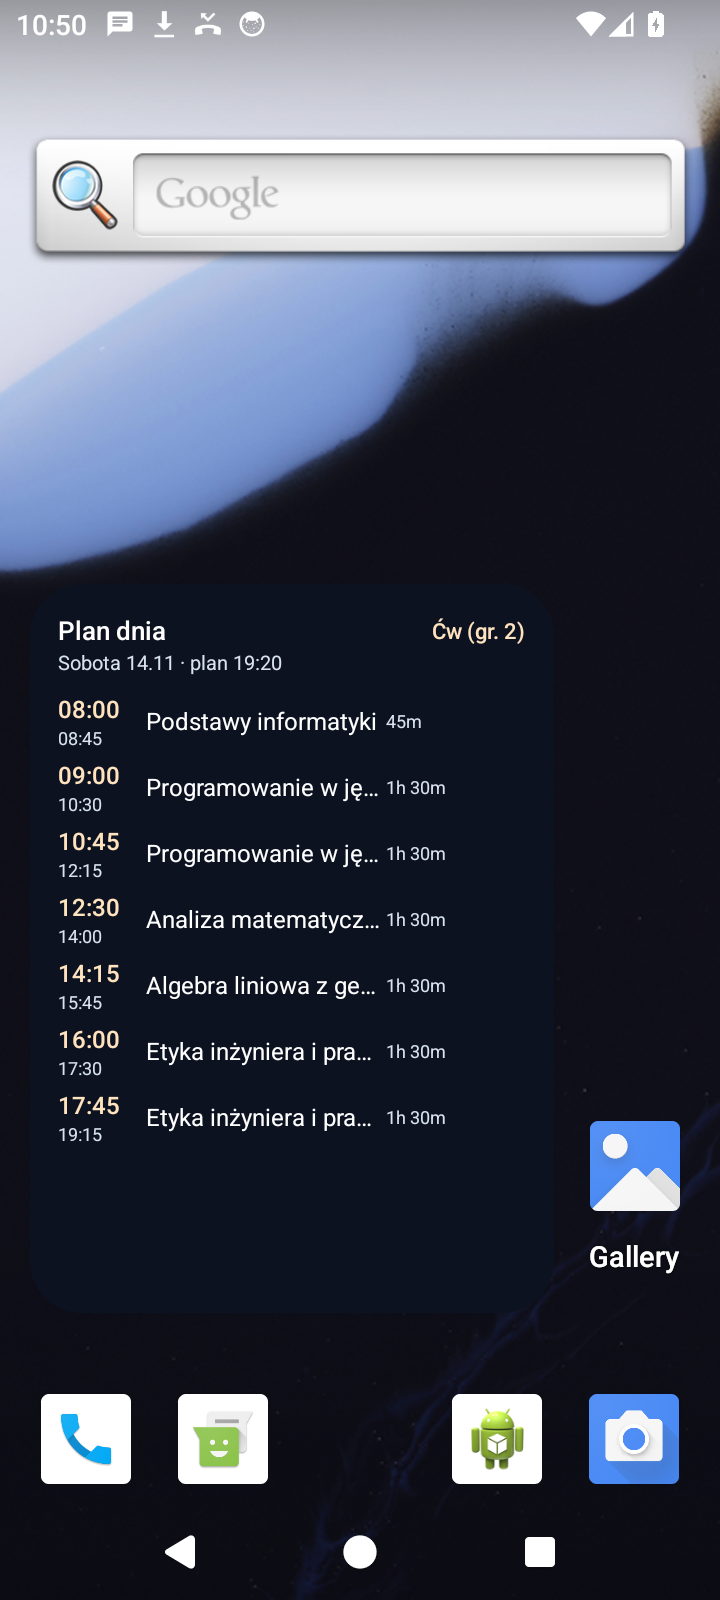 10:50
Google
Plan dnia
Ćw (gr. 2)
Sobota 14.11 · plan 19:20
08:00
Podstawy informatyki 45m
08:45
09:00
Programowanie w ję... 1h 30m
10:30
10:45
Programowanie w ję... 1h 30m
12:15
12:30
Analiza matematycz... 1h 30m
14:00
14:15
Algebra liniowa z ge... 1h 30m
15:45
16:00
Etyka inżyniera i pra... 1h 30m
17:30
17:45
Etyka inżyniera i pra... 1h 30m
19:15
Gallery